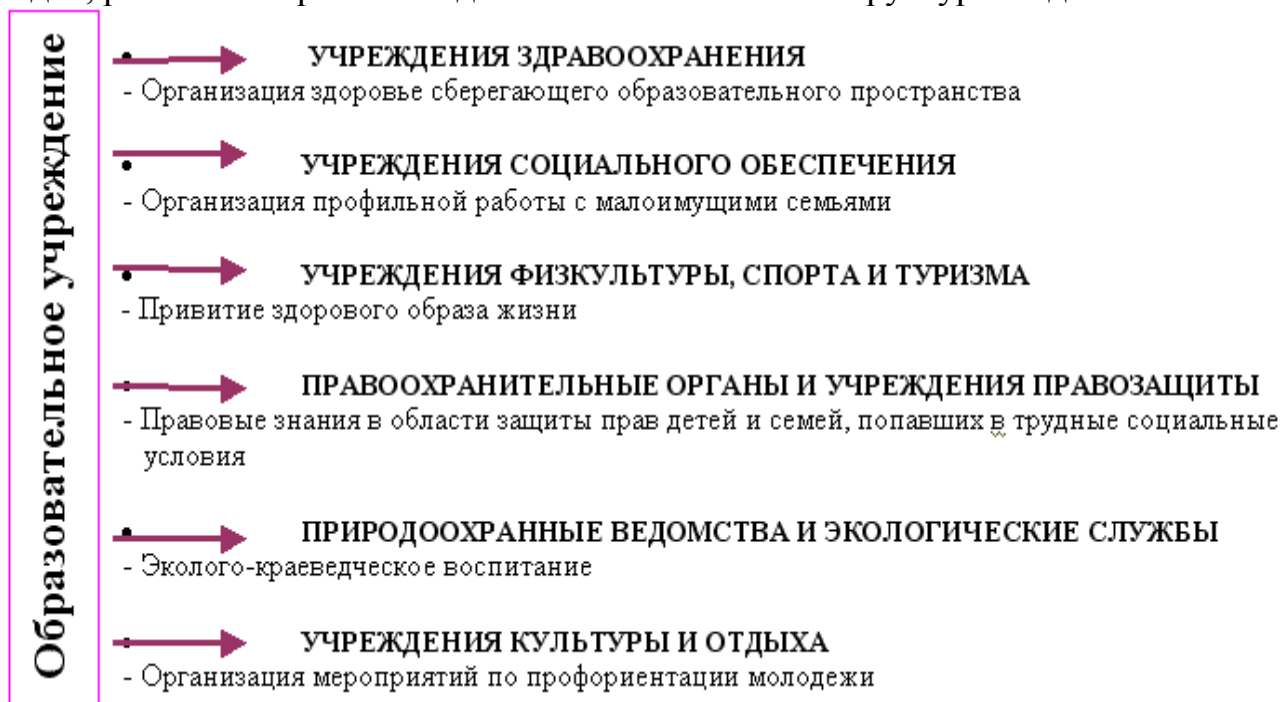 Образовательное учреждение
• УЧРЕЖДЕНИЯ ЗДРАВООХРАНЕНИЯ
- Организация здоровье сберегающего образовательного пространства
• УЧРЕЖДЕНИЯ СОЦИАЛЬНОГО ОБЕСПЕЧЕНИЯ
- Организация профильной работы с малоимущими семьями
• УЧРЕЖДЕНИЯ ФИЗКУЛЬТУРЫ, СПОРТА И ТУРИЗМА
- Привитие здорового образа жизни
• ПРАВООХРАНИТЕЛЬНЫЕ ОРГАНЫ И УЧРЕЖДЕНИЯ ПРАВОЗАЩИТЫ
- Правовые знания в области защиты прав детей и семей, попавших в трудные социальные
условия
• ПРИРОДООХРАННЫЕ ВЕДОМСТВА И ЭКОЛОГИЧЕСКИЕ СЛУЖБЫ
- Эколого-краеведческое воспитание
• УЧРЕЖДЕНИЯ КУЛЬТУРЫ И ОТДЫХА
- Организация мероприятий по профориентации молодежи